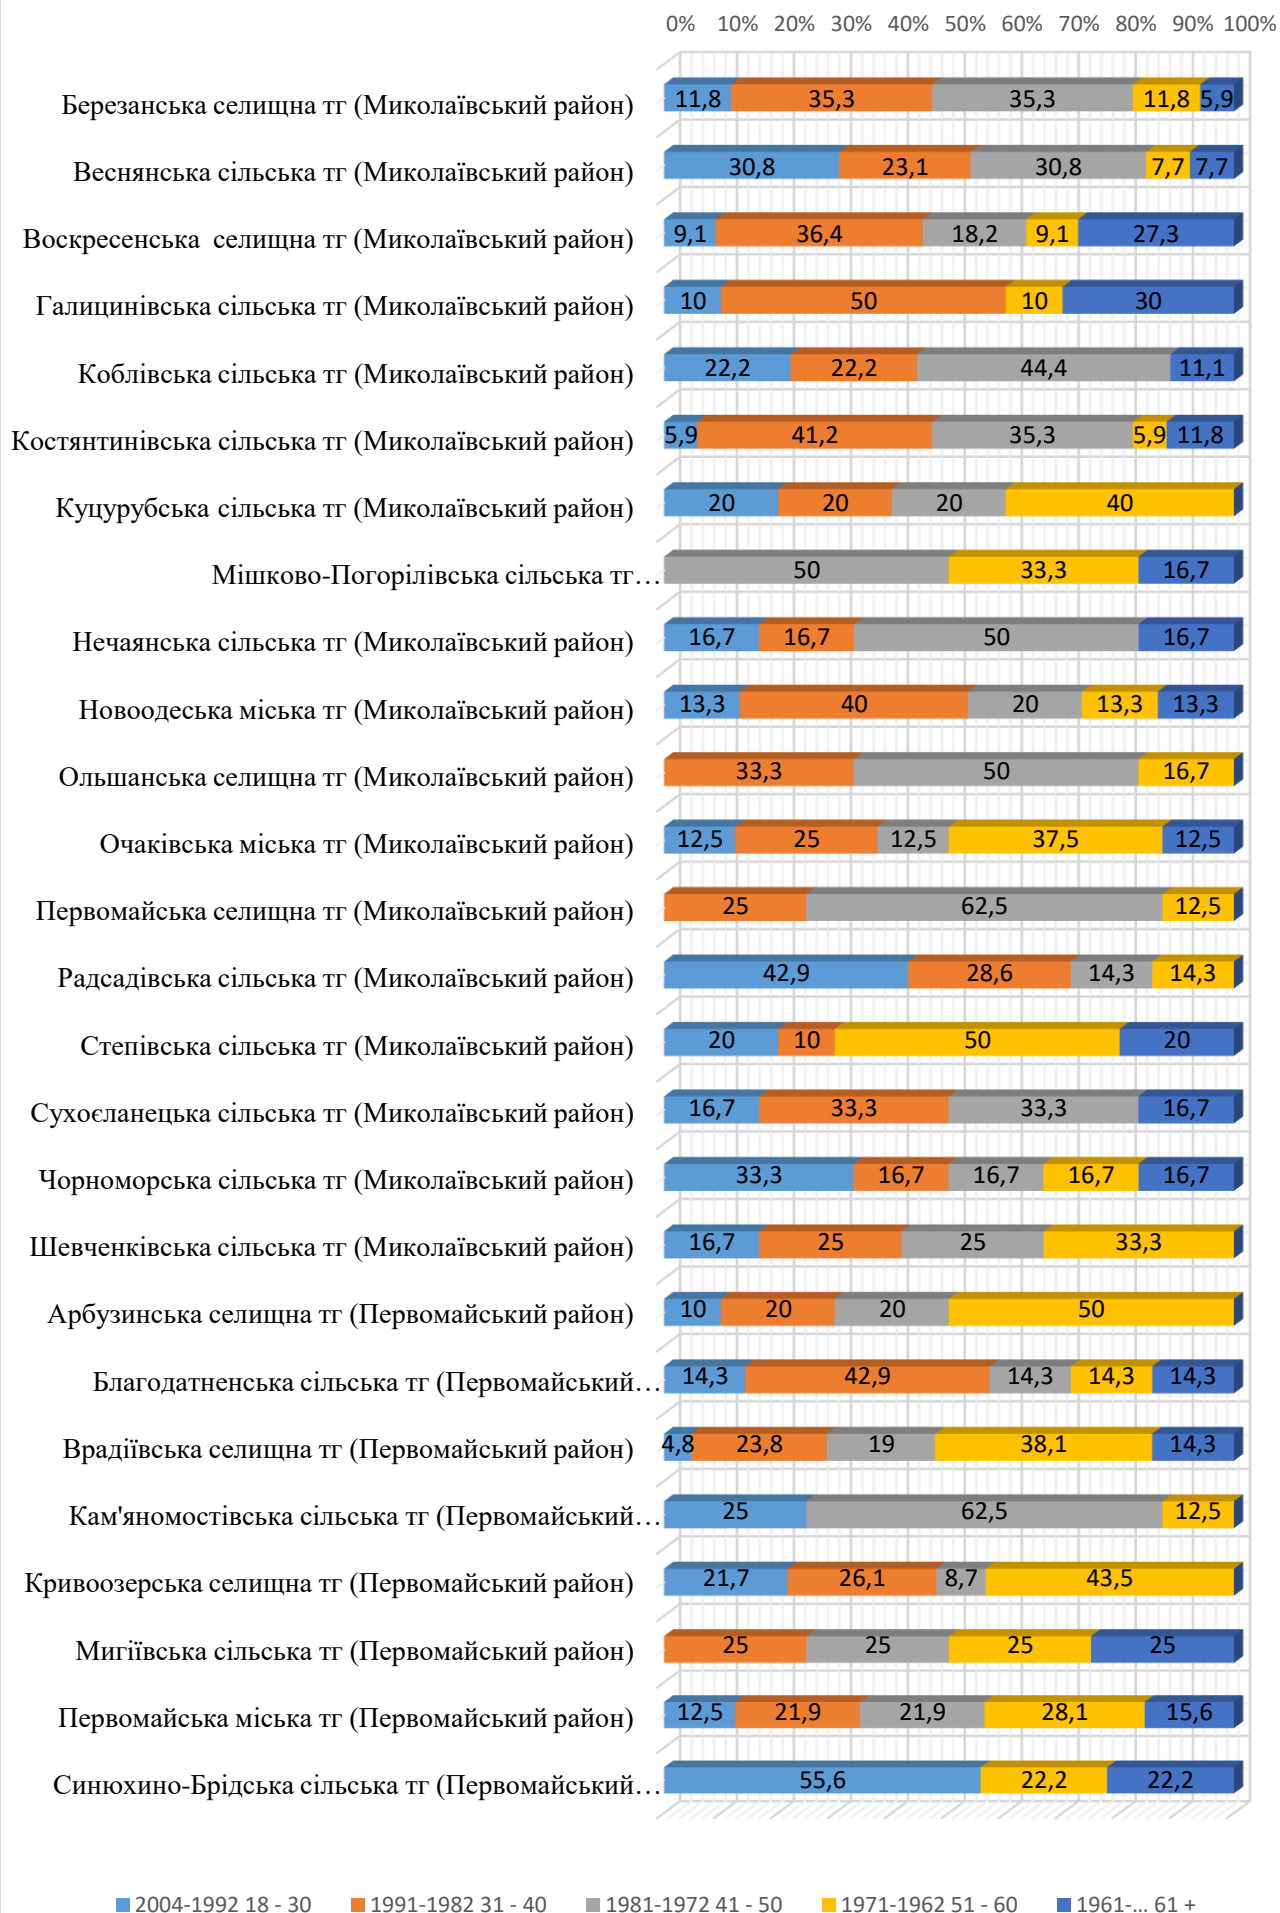 0% 10% 20% 30% 40% 50% 60% 70% 80% 90% 100%
Березанська селищна тг (Миколаївський район) 11,8 35,3 35,3 11,8 5,9
Веснянська сільська тг (Миколаївський район) 30,8 23,1 30,8 7,7 7,7
Воскресенська селищна тг (Миколаївський район) 9,1 36,4 18,2 9,1 27,3
Галицинівська сільська тг (Миколаївський район) 10 50 10 30
Коблівська сільська тг (Миколаївський район) 22,2 22,2 44,4 11,1
Костянтинівська сільська тг (Миколаївський район) 5,9 41,2 35,3 5,9 11,8
Куцурубська сільська тг (Миколаївський район) 20 20 20 40
Мішково-Погорілівська сільська тг… 50 33,3 16,7
Нечаянська сільська тг (Миколаївський район) 16,7 16,7 50 16,7
Новоодеська міська тг (Миколаївський район) 13,3 40 20 13,3 13,3
Ольшанська селищна тг (Миколаївський район) 33,3 50 16,7
Очаківська міська тг (Миколаївський район) 12,5 25 12,5 37,5 12,5
Первомайська селищна тг (Миколаївський район) 25 62,5 12,5
Радсадівська сільська тг (Миколаївський район) 42,9 28,6 14,3 14,3
Степівська сільська тг (Миколаївський район) 20 10 50 20
Сухоєланецька сільська тг (Миколаївський район) 16,7 33,3 33,3 16,7
Чорноморська сільська тг (Миколаївський район) 33,3 16,7 16,7 16,7 16,7
Шевченківська сільська тг (Миколаївський район) 16,7 25 25 33,3
Арбузинська селищна тг (Первомайський район) 10 20 20 50
Благодатненська сільська тг (Первомайський… 14,3 42,9 14,3 14,3 14,3
Врадіївська селищна тг (Первомайський район) 4,8 23,8 19 38,1 14,3
Кам'яномостівська сільська тг (Первомайський… 25 62,5 12,5
Кривоозерська селищна тг (Первомайський район) 21,7 26,1 8,7 43,5
Мигіївська сільська тг (Первомайський район) 25 25 25 25
Первомайська міська тг (Первомайський район) 12,5 21,9 21,9 28,1 15,6
Синюхино-Брідська сільська тг (Первомайський… 55,6 22,2 22,2
2004-1992 18 - 30 1991-1982 31 - 40 1981-1972 41 - 50 1971-1962 51 - 60 1961-... 61 +